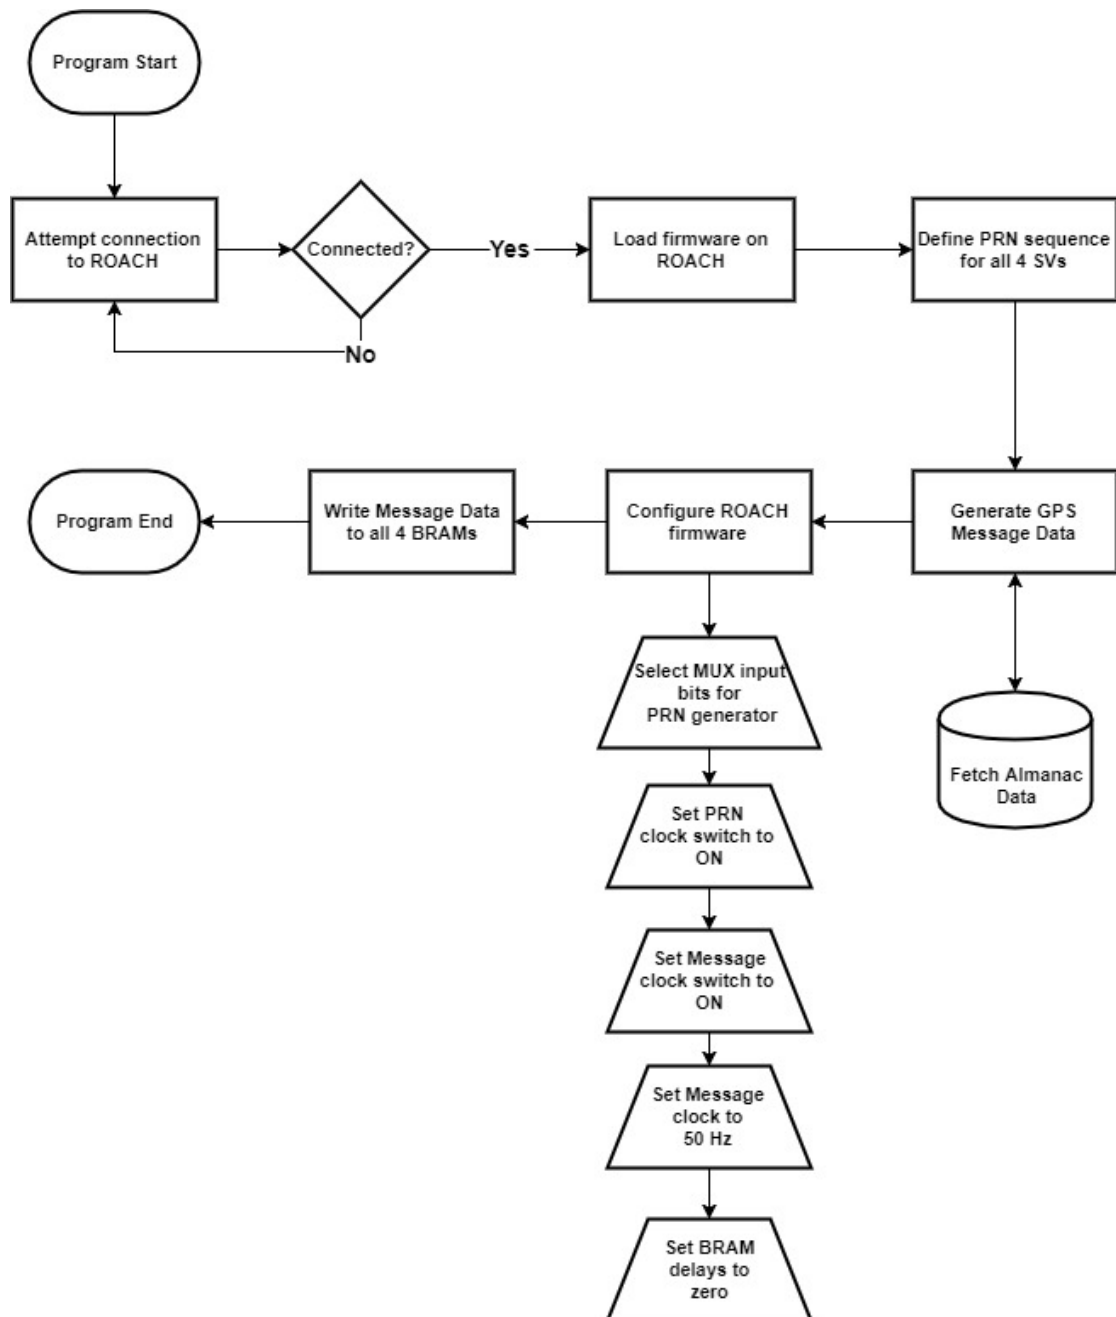 Program Start
Attempt connection
to ROACH
Connected?
Yes
No
Load firmware on
ROACH
Define PRN sequence
for all 4 SVs
Program End
Write Message Data
to all 4 BRAMs
Configure ROACH
firmware
Generate GPS
Message Data
Select MUX input
bits for
PRN generator
Fetch Almanac
Data
Set PRN
clock switch to
ON
Set Message
clock switch to
ON
Set Message
clock to
50 Hz
Set BRAM
delays to
zero